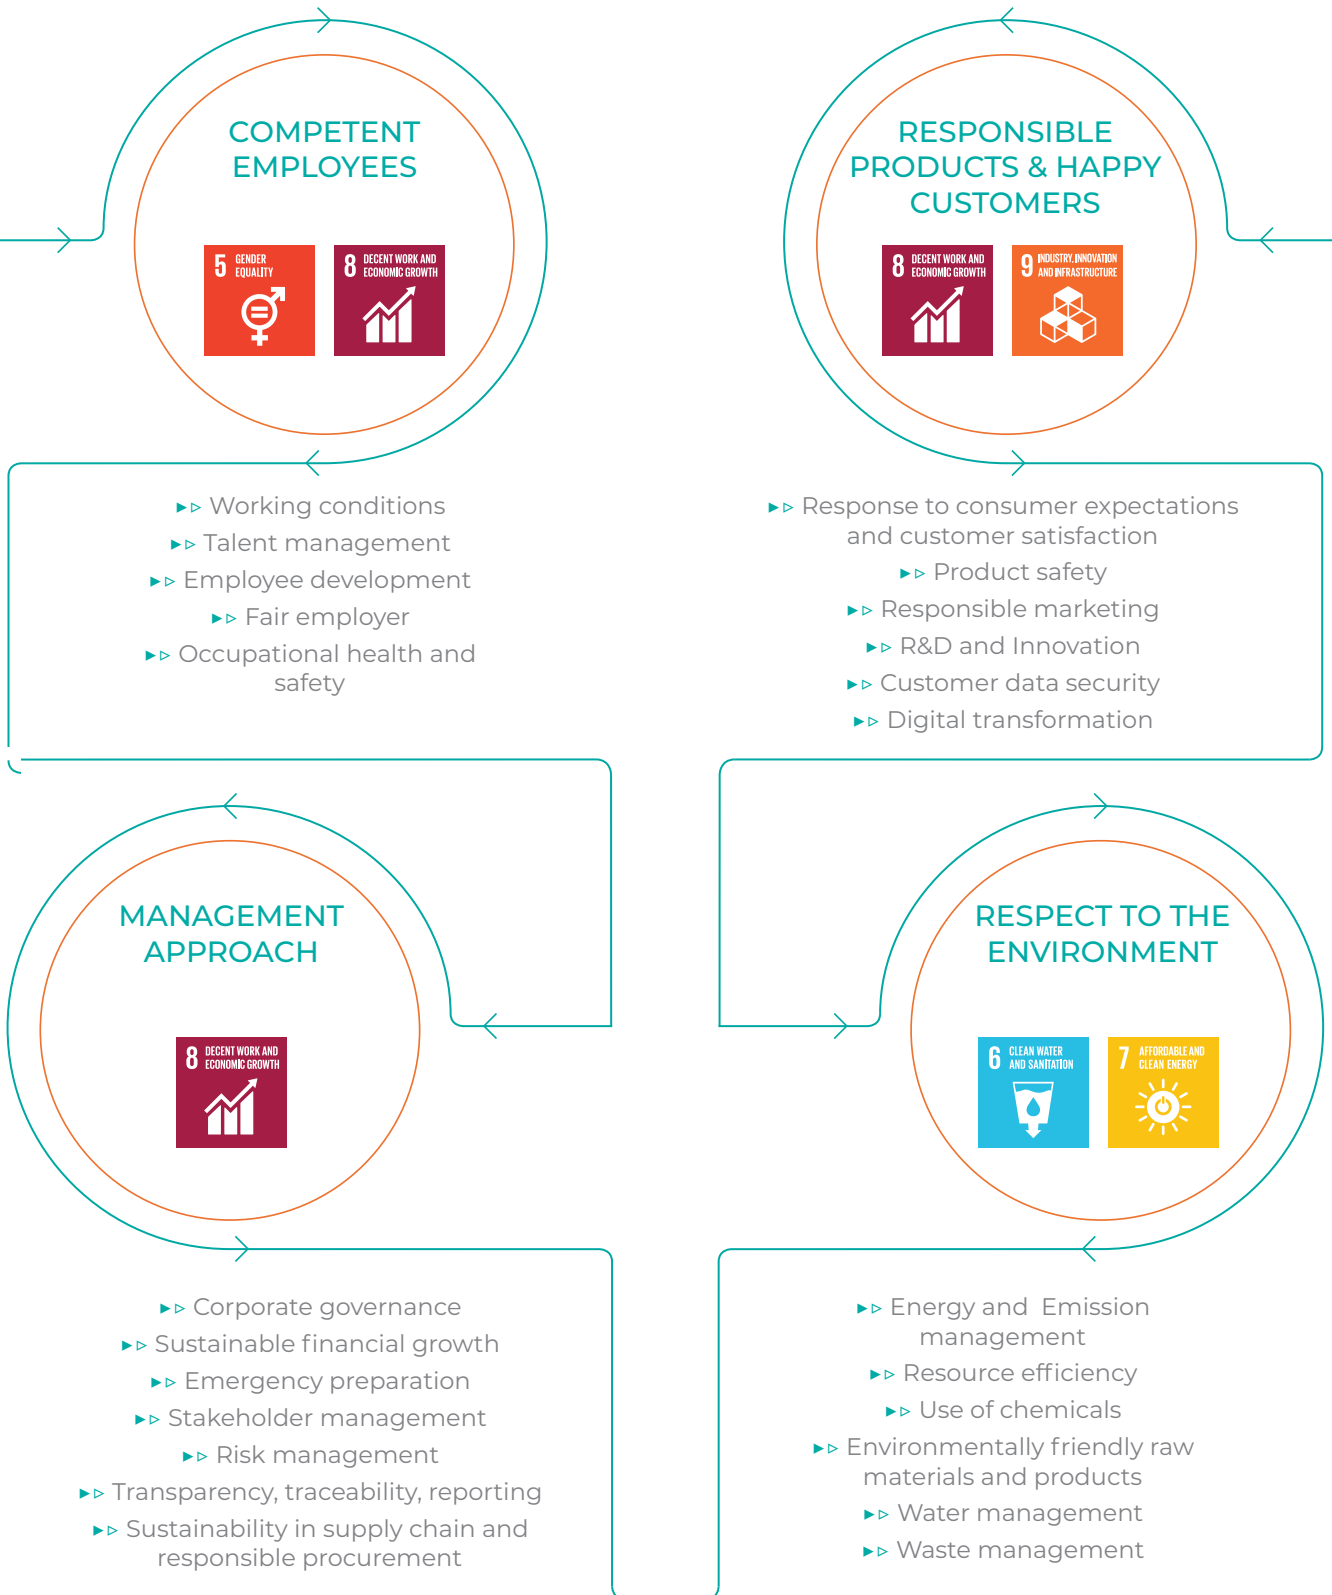 COMPETENT
EMPLOYEES
5 GENDER
EQUALITY
8 DECENT WORK AND
ECONOMIC GROWTH
▸▹ Working conditions
▸▹ Talent management
▸▹ Employee development
▸▹ Fair employer
▸▹ Occupational health and
safety
RESPONSIBLE
PRODUCTS & HAPPY
CUSTOMERS
8 DECENT WORK AND
ECONOMIC GROWTH
9 INDUSTRY, INNOVATION
AND INFRASTRUCTURE
▸▹ Response to consumer expectations
and customer satisfaction
▸▹ Product safety
▸▹ Responsible marketing
▸▹ R&D and Innovation
▸▹ Customer data security
▸▹ Digital transformation
MANAGEMENT
APPROACH
8 DECENT WORK AND
ECONOMIC GROWTH
▸▹ Corporate governance
▸▹ Sustainable financial growth
▸▹ Emergency preparation
▸▹ Stakeholder management
▸▹ Risk management
▸▹ Transparency, traceability, reporting
▸▹ Sustainability in supply chain and
responsible procurement
RESPECT TO THE
ENVIRONMENT
6 CLEAN WATER
AND SANITATION
7 AFFORDABLE AND
CLEAN ENERGY
▸▹ Energy and Emission
management
▸▹ Resource efficiency
▸▹ Use of chemicals
▸▹ Environmentally friendly raw
materials and products
▸▹ Water management
▸▹ Waste management